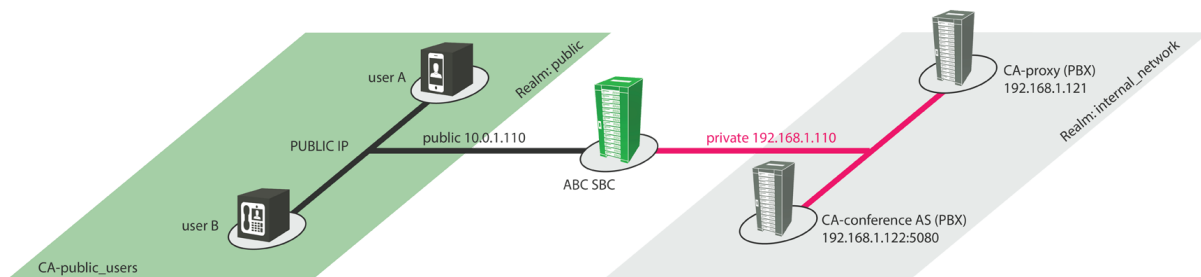 user A
Realm: public
PUBLIC IP
public 10.0.1.110
user B
CA-public_users
ABC SBC
private 192.168.1.110
CA-proxy (PBX)
192.168.1.121
Realm: internal_network
CA-conference AS (PBX)
192.168.1.122:5080